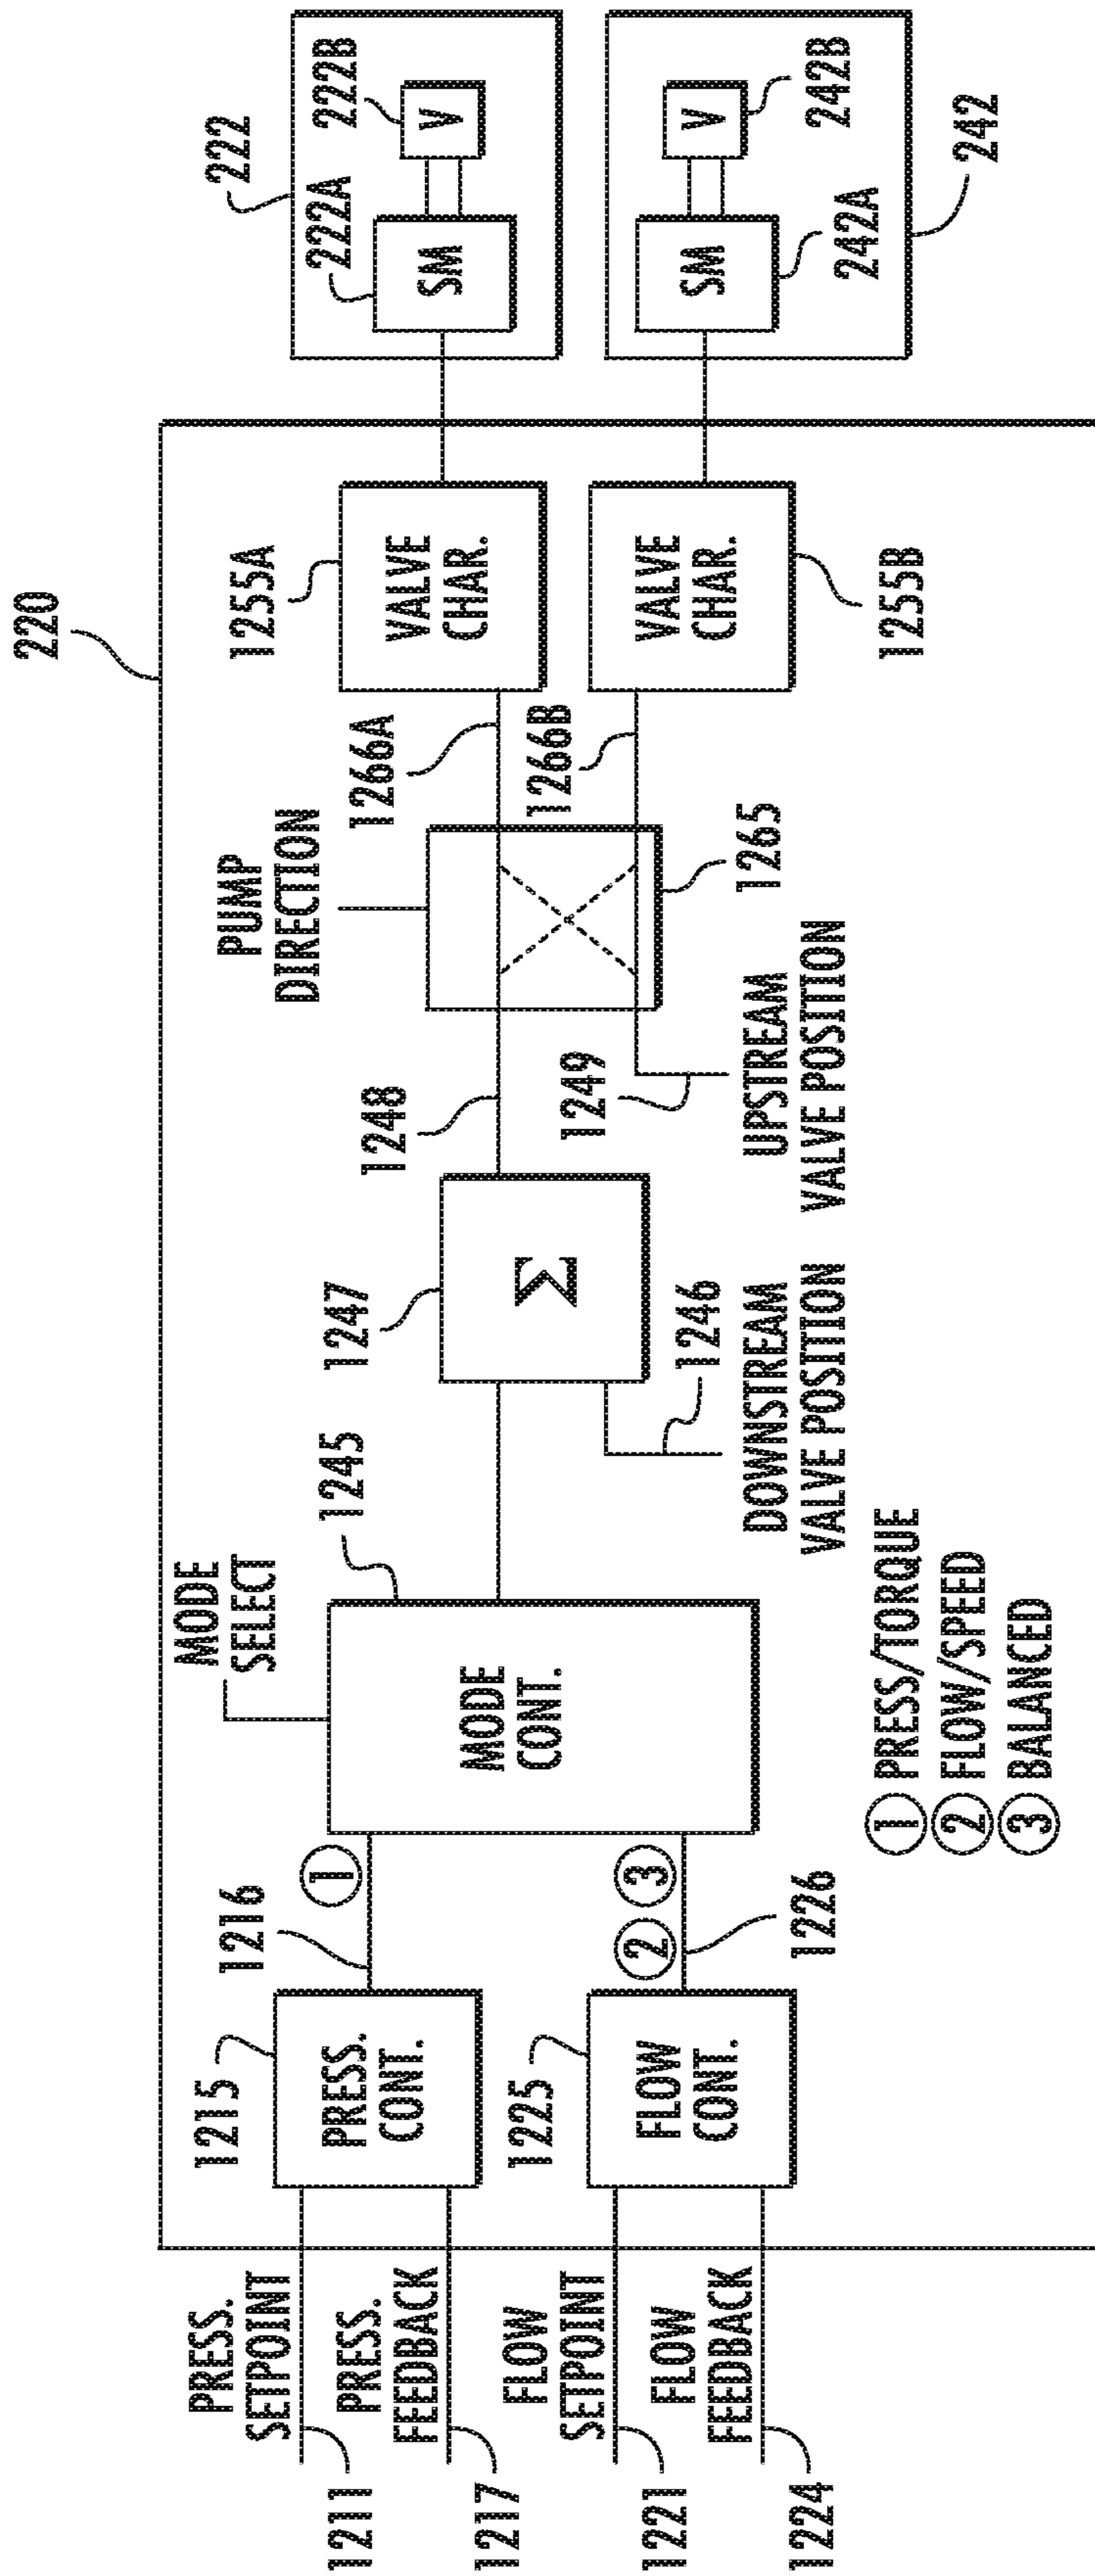 220
222
222A
222B
SM
V
242
242A
242B
SM
V
PRESS.
SETPOINT
1211
PRESS.
FEEDBACK
1217
FLOW
SETPOINT
1221
FLOW
FEEDBACK
1224
1215
PRESS.
CONT.
1216
①
1225
FLOW
CONT.
② ③
1226
MODE
SELECT
1245
MODE
CONT.
1247
Σ
1246
DOWNSTREAM
VALVE POSITION
1248
1249
UPSTREAM
VALVE POSITION
PUMP
DIRECTION
1265
1266A
1266B
1255A
VALVE
CHAR.
VALVE
CHAR.
1255B
① PRESS/TORQUE
② FLOW/SPEED
③ BALANCED